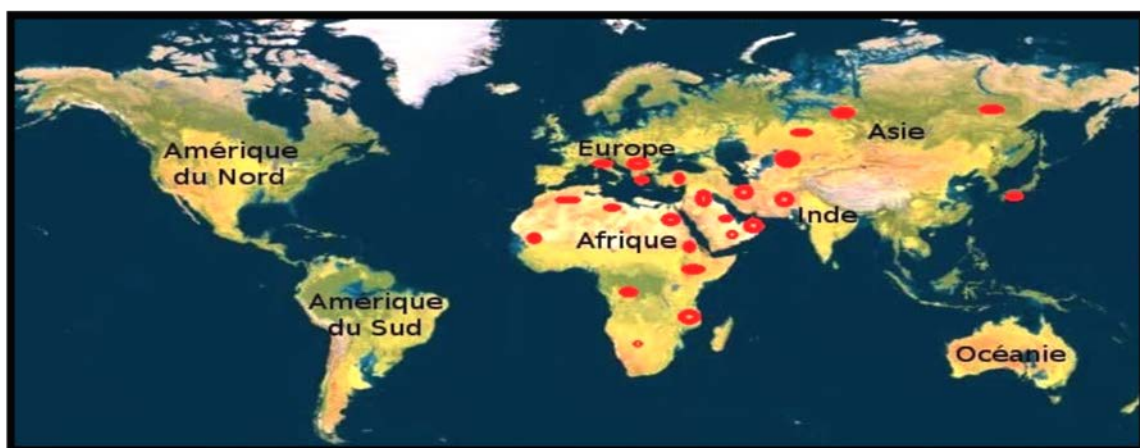 Amérique
du Nord
Europe
Asie
Inde
Afrique
Amérique
du Sud
Océanie